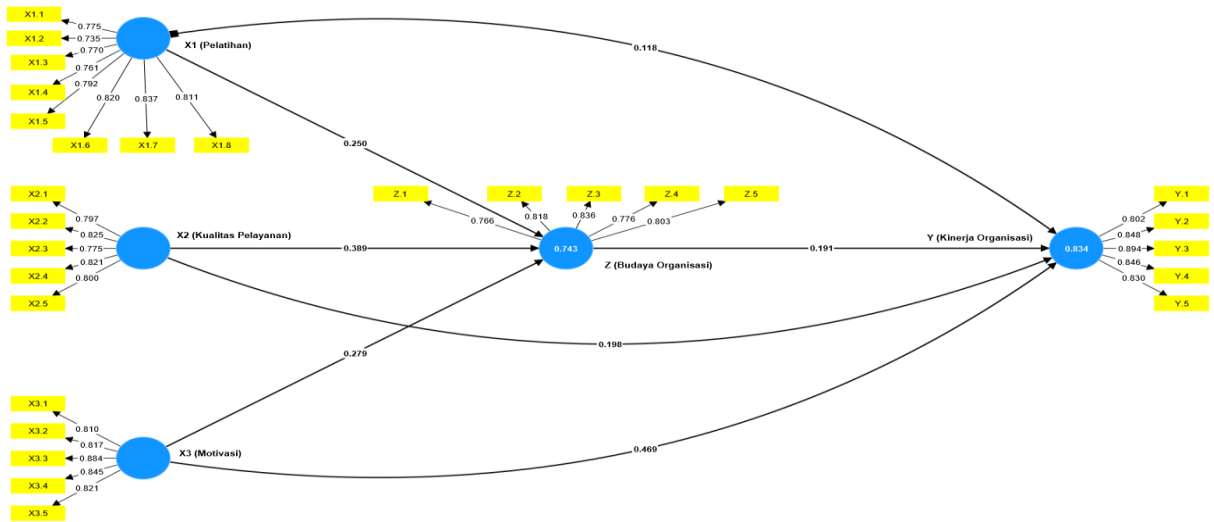 X1.1
0.775
X1.2
0.735
X1.3
0.770
X1.4
0.761
X1.5
0.792
X1.6
0.820
X1.7
0.837
X1.8
0.811
X1 (Pelatihan)
0.118
0.250
X2.1
0.797
X2.2
0.825
X2.3
0.775
X2.4
0.821
X2.5
0.800
X2 (Kualitas Pelayanan)
0.389
Z.1
0.766
Z.2
0.818
Z.3
0.836
Z.4
0.776
Z.5
0.803
0.743
Z (Budaya Organisasi)
0.191
Y (Kinerja Organisasi)
0.834
Y.1
0.802
Y.2
0.848
Y.3
0.894
Y.4
0.846
Y.5
0.830
0.198
0.279
X3.1
0.810
X3.2
0.817
X3.3
0.884
X3.4
0.845
X3.5
0.821
X3 (Motivasi)
0.469